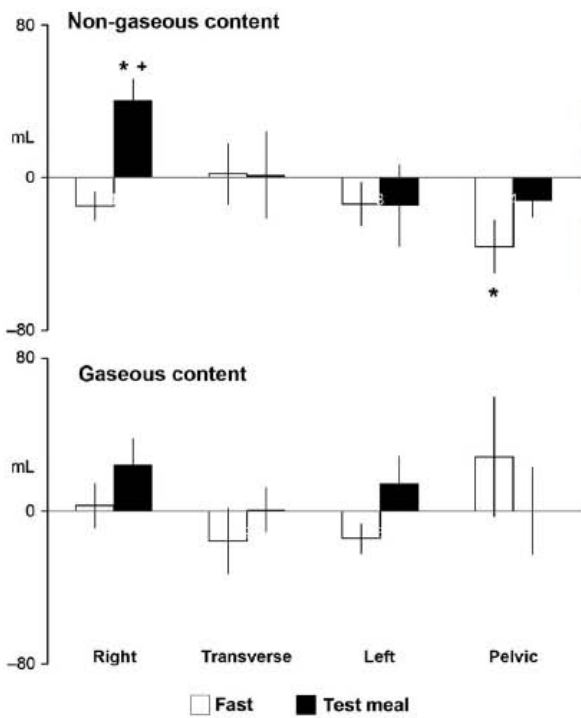 80
Non-gaseous content
* +
mL
0
*
–80
80
Gaseous content
mL
0
–80
Right Transverse Left Pelvic
Fast Test meal